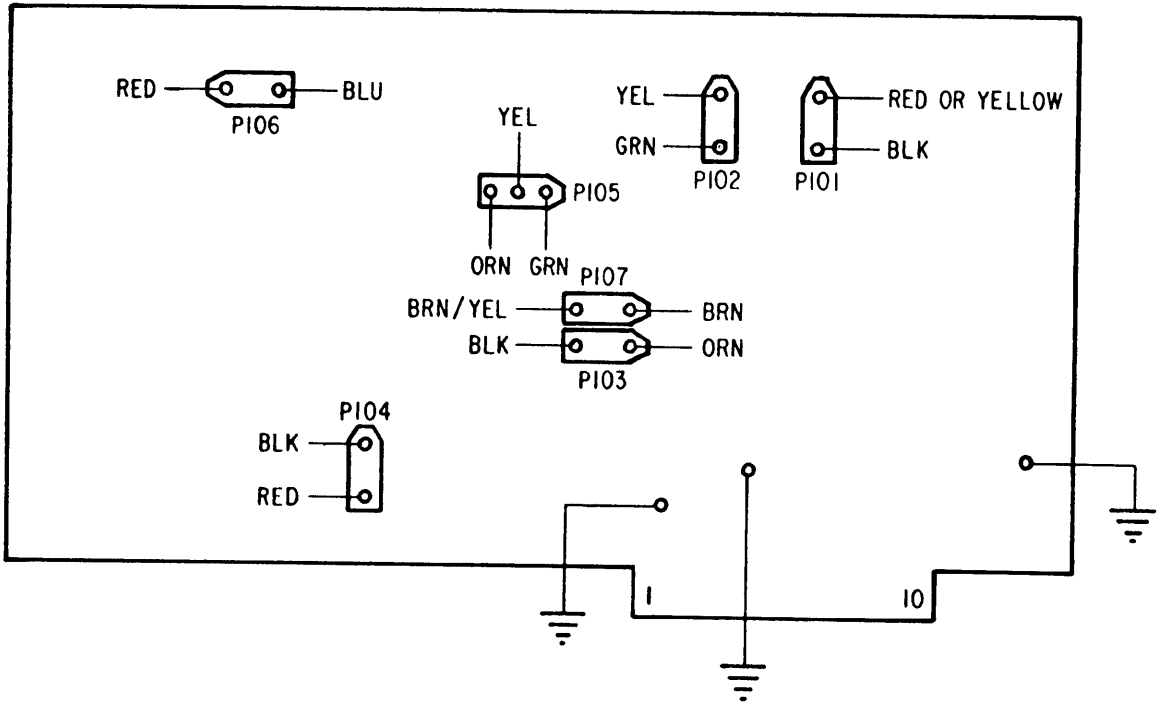 RED
BLU
P106
YEL
GRN
P102
RED OR YELLOW
BLK
P101
YEL
P105
ORN GRN
P107
BRN/YEL
BRN
BLK
ORN
P103
P104
BLK
RED
1
10